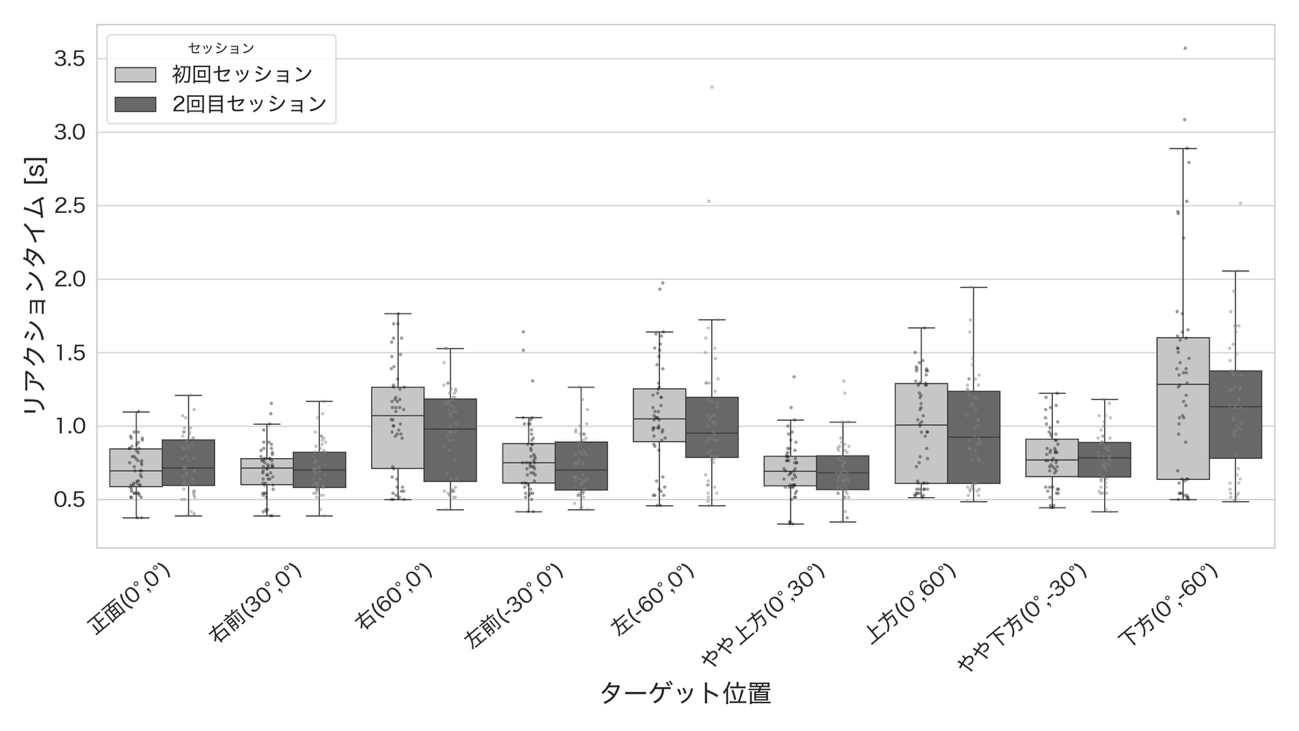 セッション
初回セッション
2回目セッション
リアクションタイム [s]
3.5
3.0
2.5
2.0
1.5
1.0
0.5
正面(0°,0°)
右前(30°,0°)
右(60°,0°)
左前(-30°,0°)
左(-60°,0°)
やや上方(0°,30°)
上方(0°,60°)
やや下方(0°,-30°)
下方(0°,-60°)
ターゲット位置